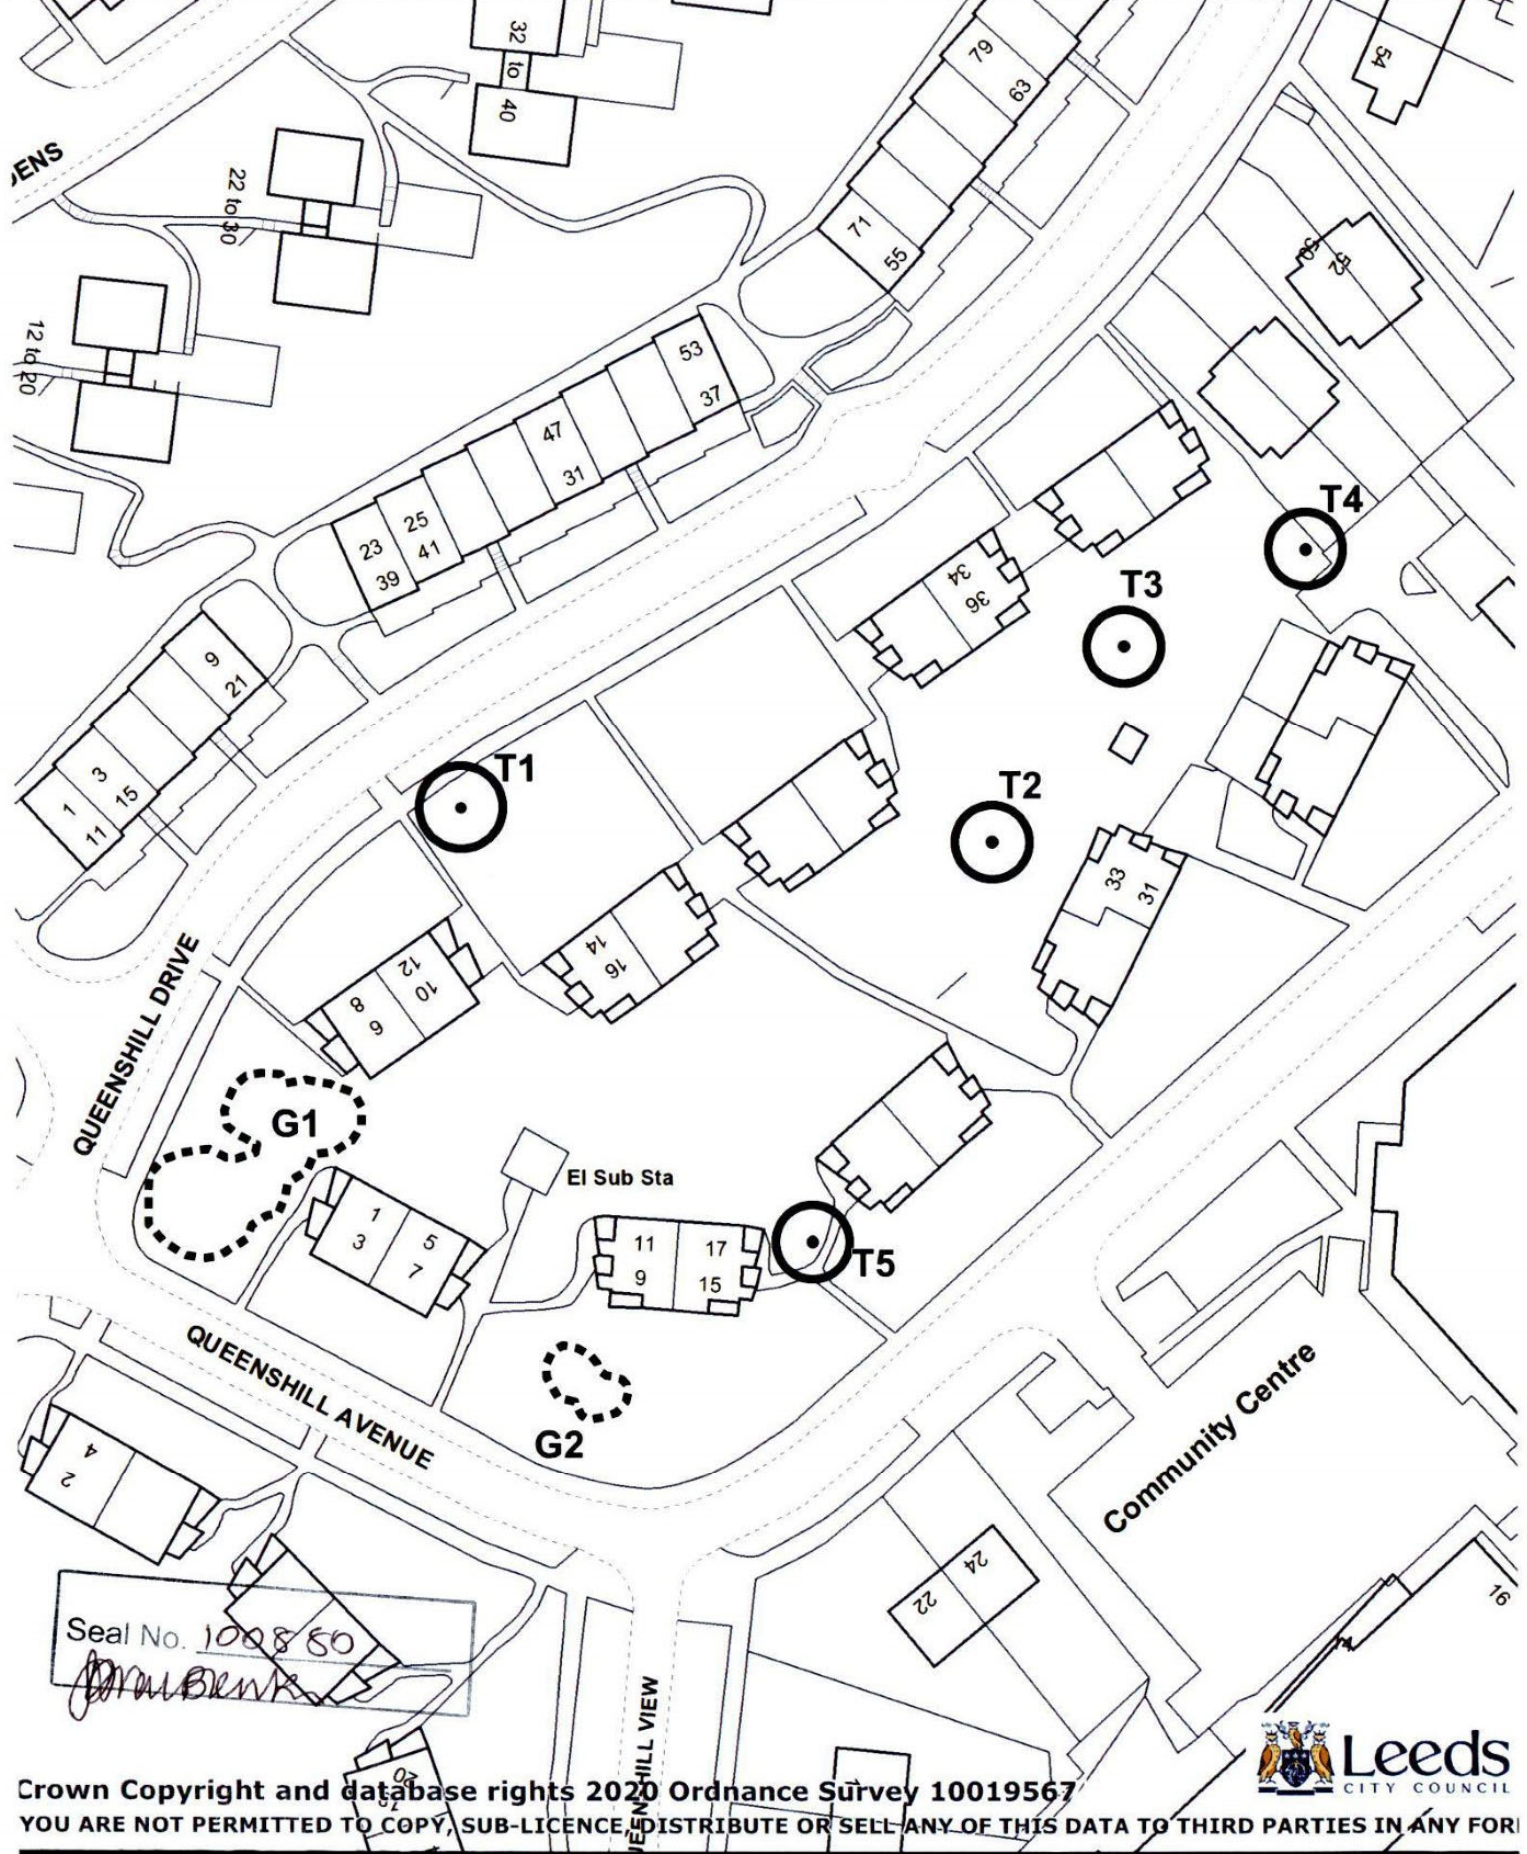 32 to 40
79
69
54
DENS
22 to 30
71
55
50
52
12 to 20
53
37
47
31
25
41
23
39
T4
34
36
T3
9
21
T1
3
15
1
11
T2
33
31
14
16
12
10
8
6
QUEENSHILL DRIVE
G1
El Sub Sta
1
3
5
7
11
17
9
15
T5
QUEENSHILL AVENUE
G2
Community Centre
4
2
24
22
16
Seal No. 100880
QUEENSHILL VIEW
20
Leeds
CITY COUNCIL
Crown Copyright and database rights 2020 Ordnance Survey 10019567
YOU ARE NOT PERMITTED TO COPY, SUB-LICENCE, DISTRIBUTE OR SELL ANY OF THIS DATA TO THIRD PARTIES IN ANY FOR